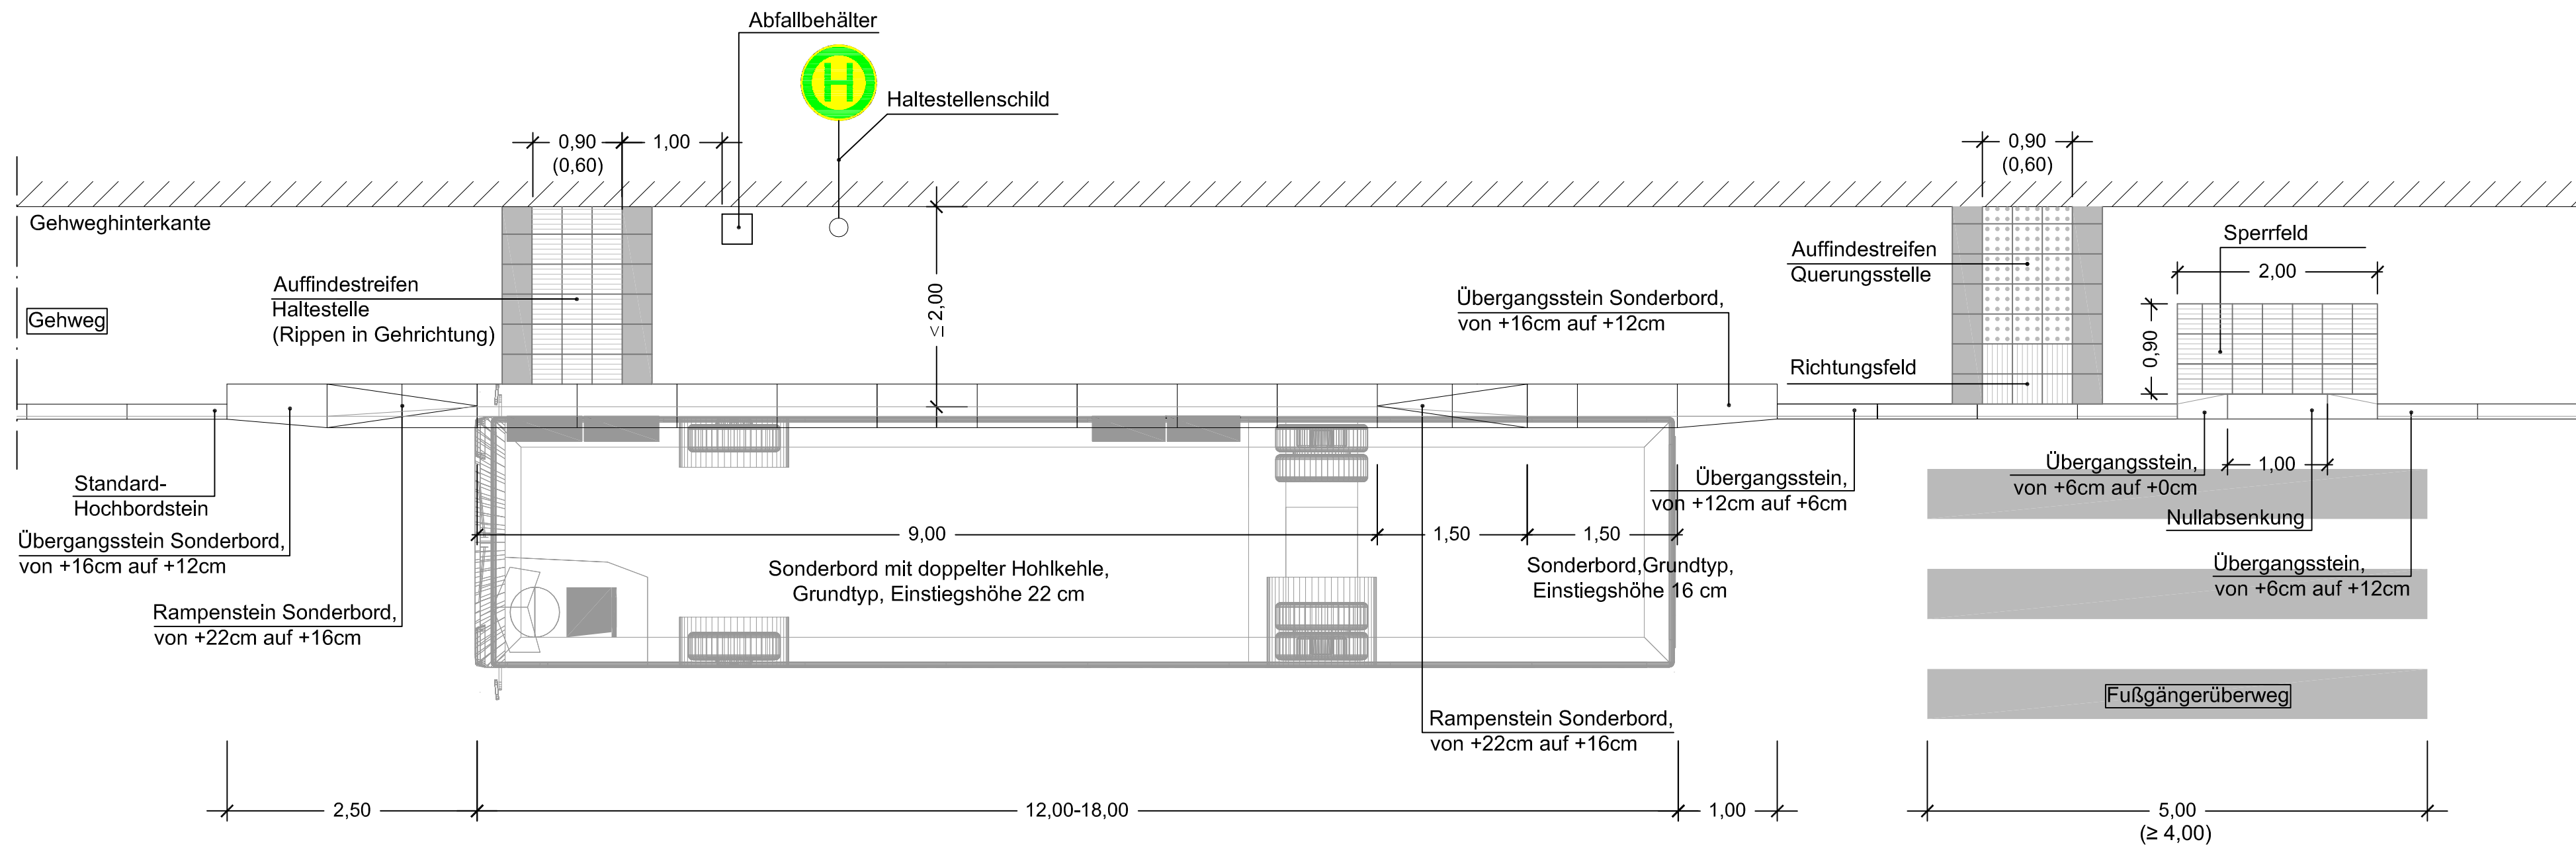 Abfallbehälter
H
Haltestellenschild
0,90
(0,60)
1,00
0,90
(0,60)
Gehweghinterkante
Gehweg
Auffindestreifen
Haltestelle
(Rippen in Gehrichtung)
≤ 2,00
Übergangsstein Sonderbord,
von +16cm auf +12cm
Auffindestreifen
Querungsstelle
Richtungsfeld
Sperrfeld
2,00
0,90
Standard-
Hochbordstein
Übergangsstein Sonderbord,
von +16cm auf +12cm
Rampenstein Sonderbord,
von +22cm auf +16cm
9,00
1,50
1,50
Sonderbord mit doppelter Hohlkehle,
Grundtyp, Einstiegshöhe 22 cm
Sonderbord,Grundtyp,
Einstiegshöhe 16 cm
Übergangsstein,
von +12cm auf +6cm
Übergangsstein,
von +6cm auf +0cm
1,00
Nullabsenkung
Übergangsstein,
von +6cm auf +12cm
Rampenstein Sonderbord,
von +22cm auf +16cm
Fußgängerüberweg
2,50
12,00-18,00
1,00
5,00
(≥ 4,00)